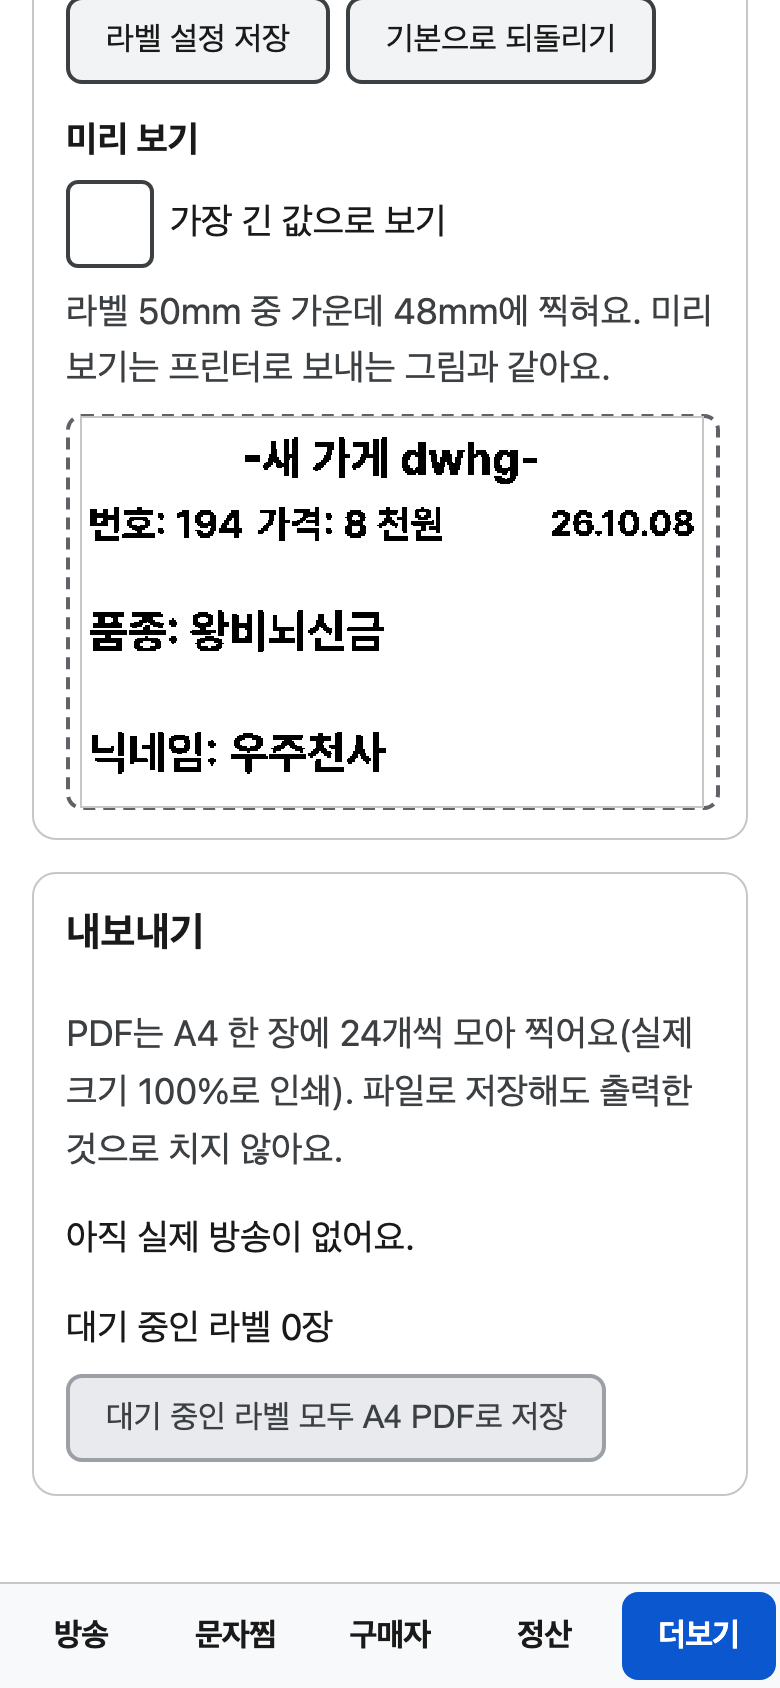 라벨 설정 저장
기본으로 되돌리기
미리 보기
가장 긴 값으로 보기
라벨 50mm 중 가운데 48mm에 찍혀요. 미리
보기는 프린터로 보내는 그림과 같아요.
-새 가게 dwhg-
번호: 194 가격: 8 천원 26.10.08
품종: 왕비뇌신금
닉네임: 우주천사
내보내기
PDF는 A4 한 장에 24개씩 모아 찍어요(실제
크기 100%로 인쇄). 파일로 저장해도 출력한
것으로 치지 않아요.
아직 실제 방송이 없어요.
대기 중인 라벨 0장
대기 중인 라벨 모두 A4 PDF로 저장
방송 문자찜 구매자 정산 더보기